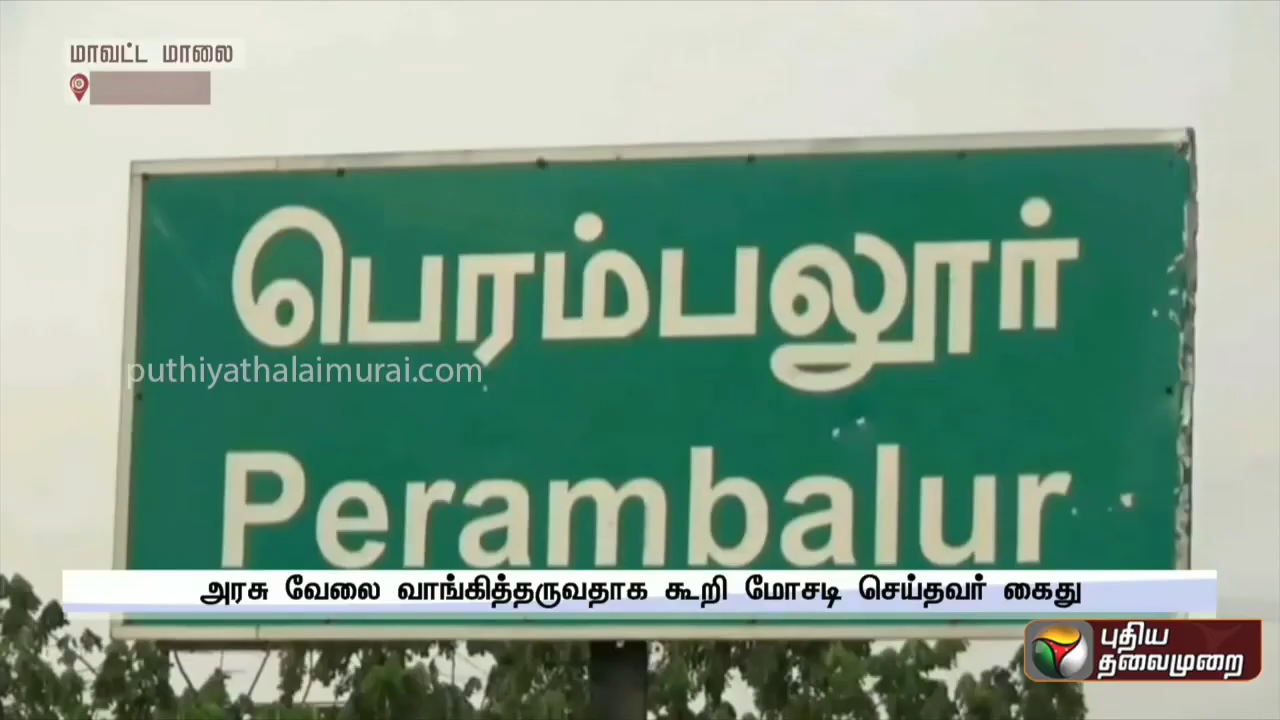 மாவட்ட மாலை
பெரம்பலூர்
puthiyathalaimurai.com
Perambalur
அரசு வேலை வாங்கித்தருவதாக கூறி மோசடி செய்தவர் கைது
புதிய
தலைமுறை